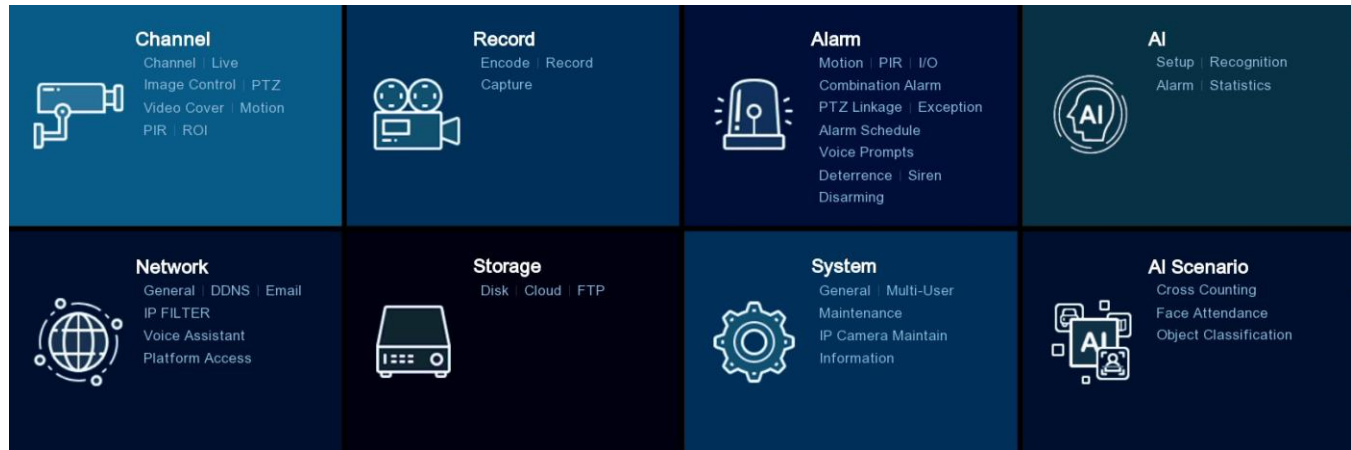 Channel
Channel | Live
Image Control | PTZ
Video Cover | Motion
PIR | ROI
Record
Encode | Record
Capture
Alarm
Motion | PIR | I/O
Combination Alarm
PTZ Linkage | Exception
Alarm Schedule
Voice Prompts
Deterrence | Siren
Disarming
AI
Setup | Recognition
Alarm | Statistics
AI
Network
General | DDNS | Email
IP FILTER
Voice Assistant
Platform Access
Storage
Disk | Cloud | FTP
System
General | Multi-User
Maintenance
IP Camera Maintain
Information
AI Scenario
Cross Counting
Face Attendance
Object Classification
AI